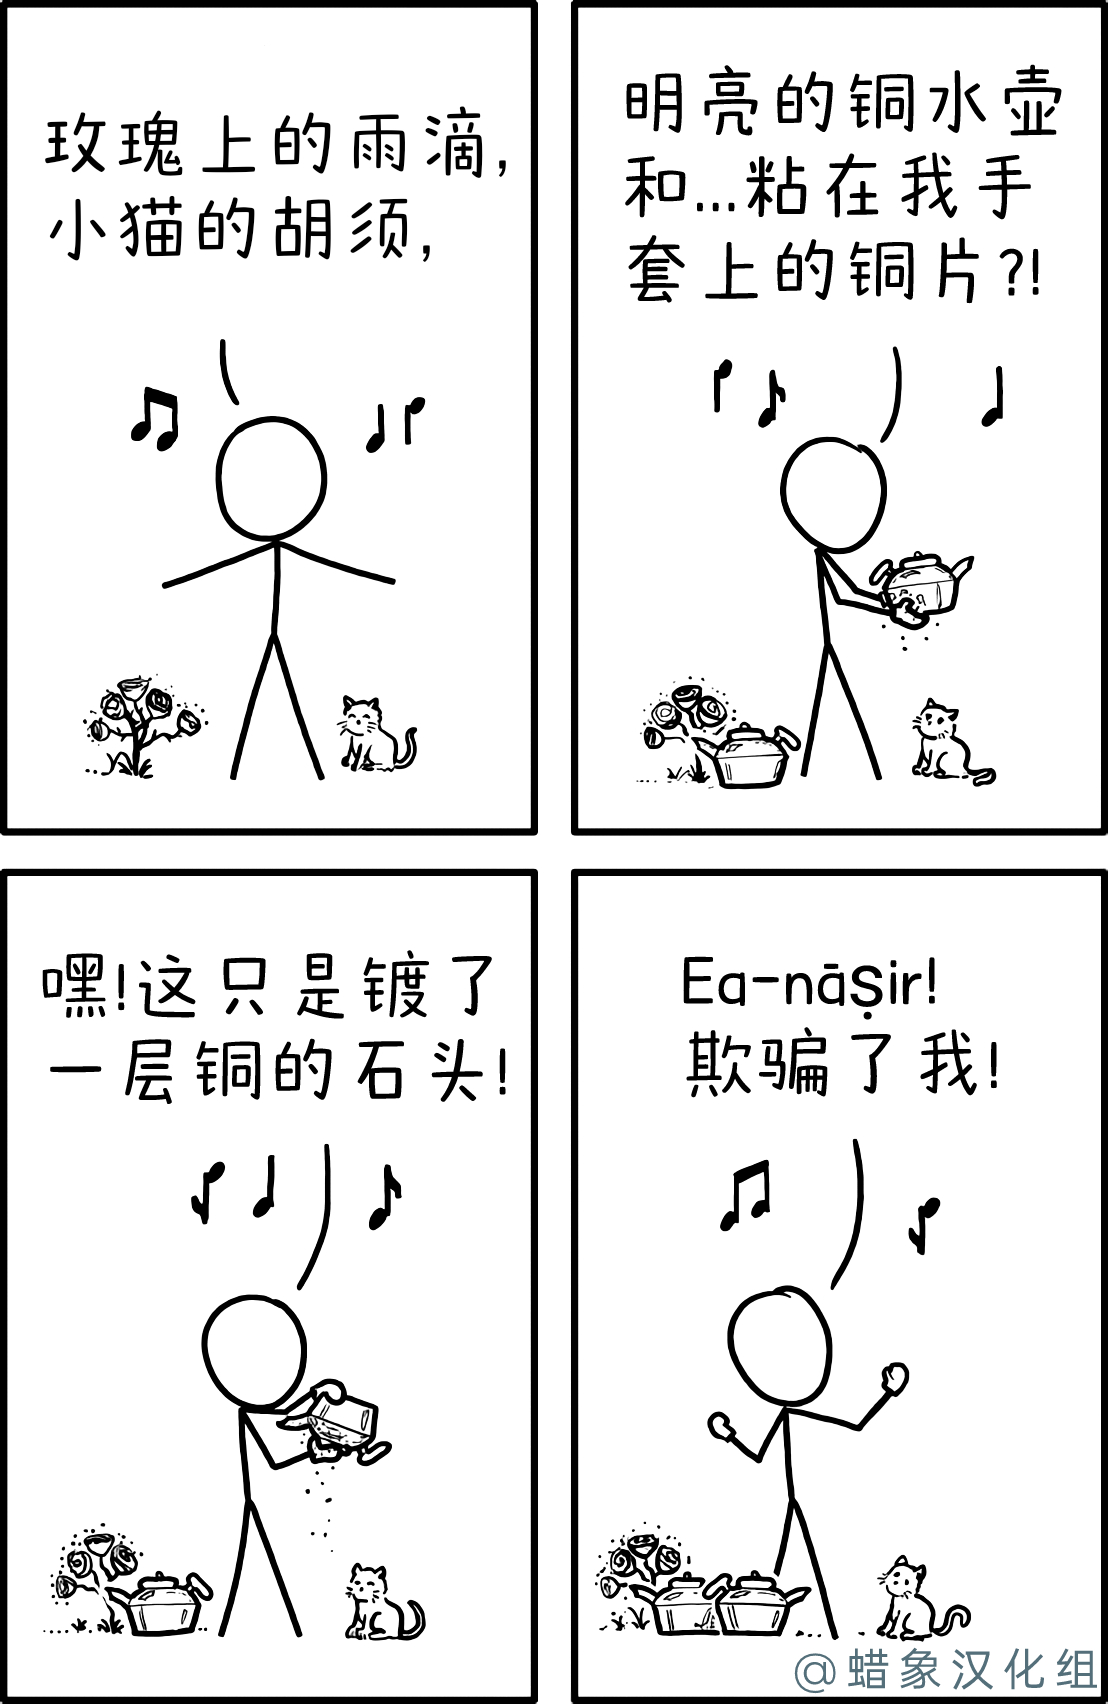 玫瑰上的雨滴,
小猫的胡须,
明亮的铜水壶
和...粘在我手
套上的铜片?!
嘿!这只是镀了
一层铜的石头!
Ea-nāṣir!
欺骗了我!
@蜡象汉化组